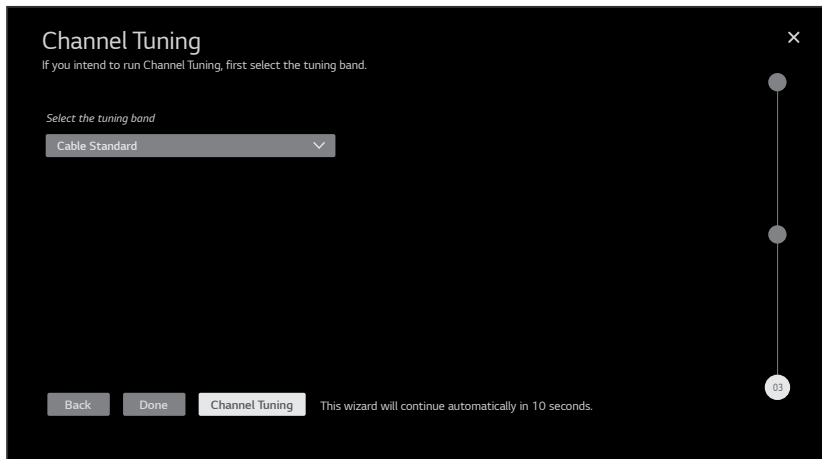 Channel Tuning
If you intend to run Channel Tuning, first select the tuning band.
Select the tuning band
Cable Standard
03
Back Done Channel Tuning This wizard will continue automatically in 10 seconds.